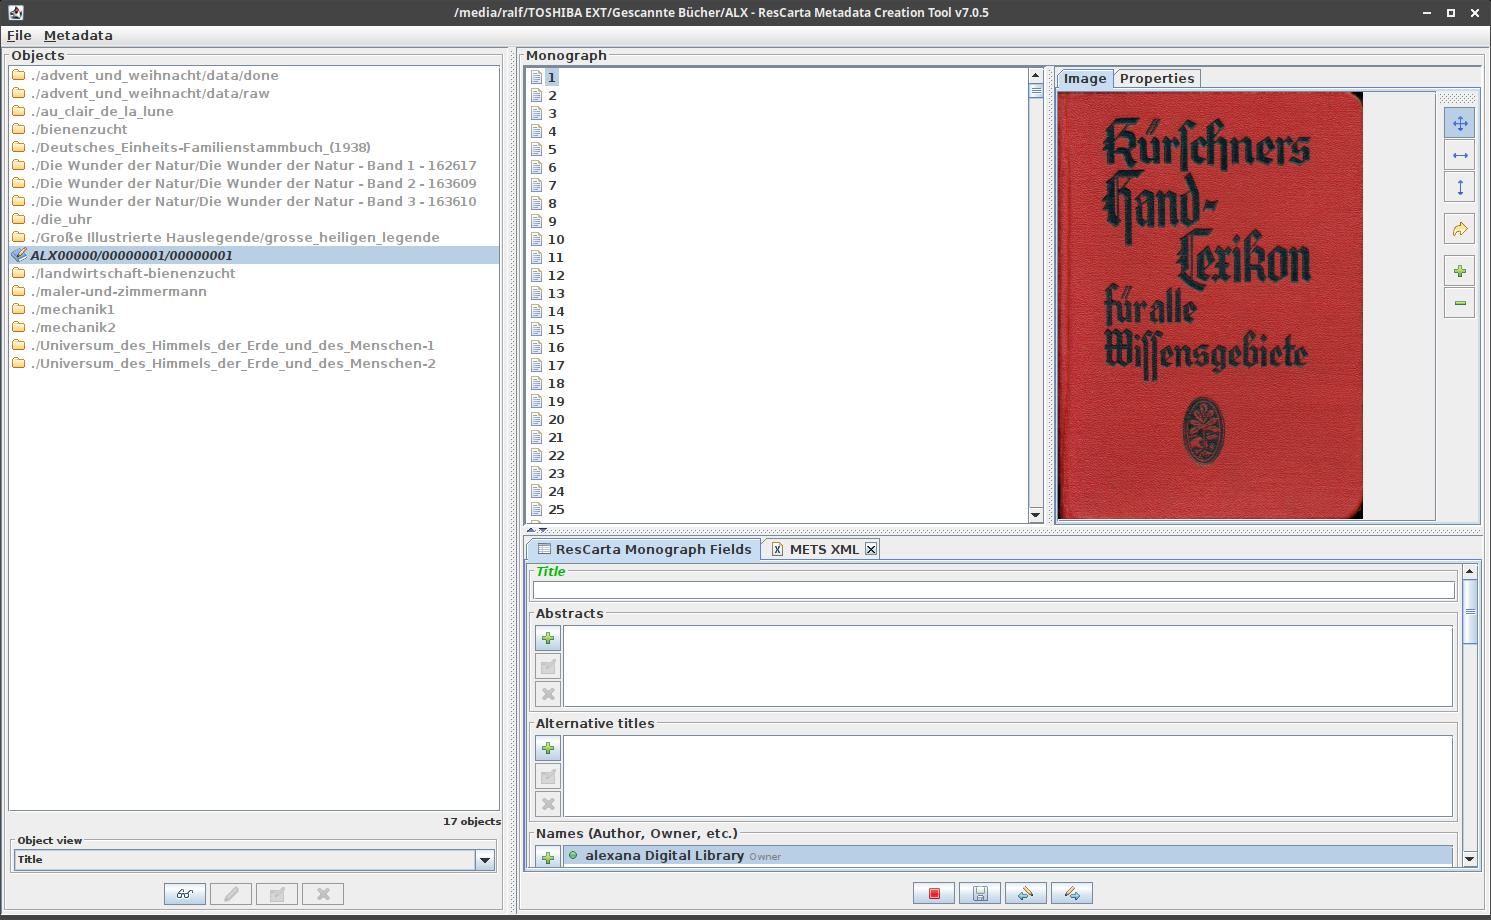 /media/ralf/TOSHIBA EXT/Gescannte Bücher/ALX - ResCarta Metadata Creation Tool v7.0.5
File Metadata
Objects
./advent_und_weihnacht/data/done
./advent_und_weihnacht/data/raw
./au_clair_de_la_lune
./bienenzucht
./Deutsches_Einheits-Familienstammbuch_(1938)
./Die Wunder der Natur/Die Wunder der Natur - Band 1 - 162617
./Die Wunder der Natur/Die Wunder der Natur - Band 2 - 163609
./Die Wunder der Natur/Die Wunder der Natur - Band 3 - 163610
./die_uhr
./Große Illustrierte Hauslegende/grosse_heiligen_legende
ALX00000/00000001/00000001
./landwirtschaft-bienenzucht
./maler-und-zimmermann
./mechanik1
./mechanik2
./Universum_des_Himmels_der_Erde_und_des_Menschen-1
./Universum_des_Himmels_der_Erde_und_des_Menschen-2
17 objects
Object view
Title
Monograph
1
2
3
4
5
6
7
8
9
10
11
12
13
14
15
16
17
18
19
20
21
22
23
24
25
Image Properties
Kürschners
Hand-
Lexikon
für alle
Wissensgebiete
ResCarta Monograph Fields METS XML
Title
Abstracts
Alternative titles
Names (Author, Owner, etc.)
alexana Digital Library Owner